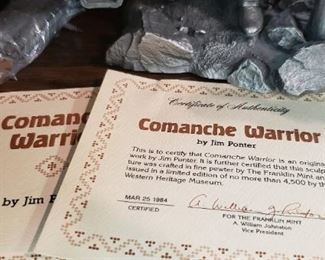 Certificate of Authenticity
Comanche Warrior
by Jim Ponter
This is to certify that Comanche Warrior is an original
work by Jim Ponter. It is further certified that this sculp
ture was crafted in fine pewter by The Franklin Mint and
issued in a limited edition of no more than 4,500 by the
Western Heritage Museum.
MAR 25 1984
CERTIFIED
FOR THE FRANKLIN MINT
A. William Johnston
Vice President
Comanche
Warrior
by Jim Po